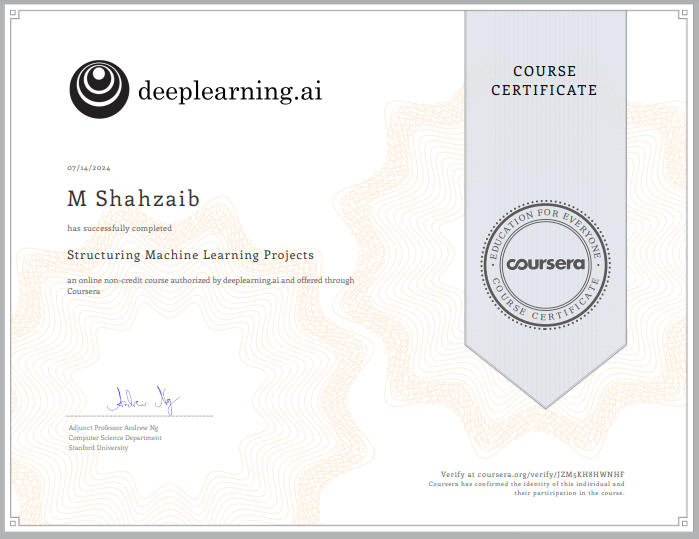 deeplearning.ai
COURSE
CERTIFICATE
07/14/2024
M Shahzaib
has successfully completed
Structuring Machine Learning Projects
an online non-credit course authorized by deeplearning.ai and offered through
Coursera
EDUCATION FOR EVERYONE
coursera
COURSE CERTIFICATE
Andrew Ng
Adjunct Professor Andrew Ng
Computer Science Department
Stanford University
Verify at coursera.org/verify/JZM5KH8HWNHF
Coursera has confirmed the identity of this individual and
their participation in the course.